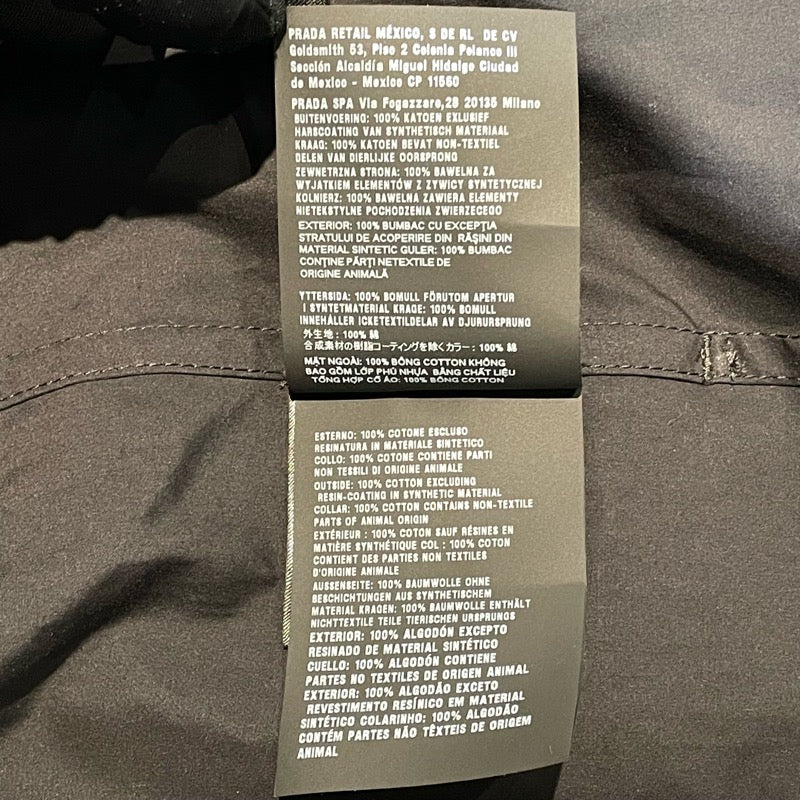 PRADA RETAIL MÉXICO, S DE RL DE CV
Goldsmith 53, Piso 2 Colonia Polanco III
Sección Alcaldía Miguel Hidalgo Ciudad
de Mexico - Mexico CP 11560
PRADA SPA Via Fogazzaro,28 20135 Milano
BUITENVOERING: 100% KATOEN EXLUSIEF
HARSCOATING VAN SYNTHETISCH MATERIAAL
KRAAG: 100% KATOEN BEVAT NON-TEXTIEL
DELEN VAN DIERLIJKE OORSPRONG
ZEWNETRZNA STRONA: 100% BAWELNA ZA
WYJATKIEM ELEMENTÓW Z ZYWICY SYNTETYCZNEJ
KOLNIERZ: 100% BAWELNA ZAWIERA ELEMENTY
NIETEKSTYLNE POCHODZENIA ZWIERZECEGO
EXTERIOR: 100% BUMBAC CU EXCEPȚIA
STRATULUI DE ACOPERIRE DIN RĂȘINI DIN
MATERIAL SINTETIC GULER: 100% BUMBAC
CONȚINE PĂRȚI NETEXTILE DE
ORIGINE ANIMALĂ
YTTERSIDA: 100% BOMULL FÖRUTOM APERTUR
I SYNTETMATERIAL KRAGE: 100% BOMULL
INNEHÅLLER ICKETEXTILDELAR AV DJURURSPRUNG
外生地 : 100% 綿
合成素材の樹脂コーティングを除くカラー : 100% 綿
MẶT NGOÀI: 100% BÔNG COTTON KHÔNG
BAO GỒM LỚP PHỦ NHỰA BẰNG CHẤT LIỆU
TỔNG HỢP CỔ ÁO: 100% BÔNG COTTON
ESTERNO: 100% COTONE ESCLUSO
RESINATURA IN MATERIALE SINTETICO
COLLO: 100% COTONE CONTIENE PARTI
NON TESSILI DI ORIGINE ANIMALE
OUTSIDE: 100% COTTON EXCLUDING
RESIN-COATING IN SYNTHETIC MATERIAL
COLLAR: 100% COTTON CONTAINS NON-TEXTILE
PARTS OF ANIMAL ORIGIN
EXTÉRIEUR : 100% COTON SAUF RÉSINES EN
MATIÈRE SYNTHÉTIQUE COL : 100% COTON
CONTIENT DES PARTIES NON TEXTILES
D'ORIGINE ANIMALE
AUSSENSEITE: 100% BAUMWOLLE OHNE
BESCHICHTUNGEN AUS SYNTHETISCHEM
MATERIAL KRAGEN: 100% BAUMWOLLE ENTHÄLT
NICHTTEXTILE TEILE TIERISCHEN URSPRUNGS
EXTERIOR: 100% ALGODÓN EXCEPTO
RESINADO DE MATERIAL SINTÉTICO
CUELLO: 100% ALGODÓN CONTIENE
PARTES NO TEXTILES DE ORIGEN ANIMAL
EXTERIOR: 100% ALGODÃO EXCETO
REVESTIMENTO RESÍNICO EM MATERIAL
SINTÉTICO COLARINHO: 100% ALGODÃO
CONTÉM PARTES NÃO TÊXTEIS DE ORIGEM
ANIMAL